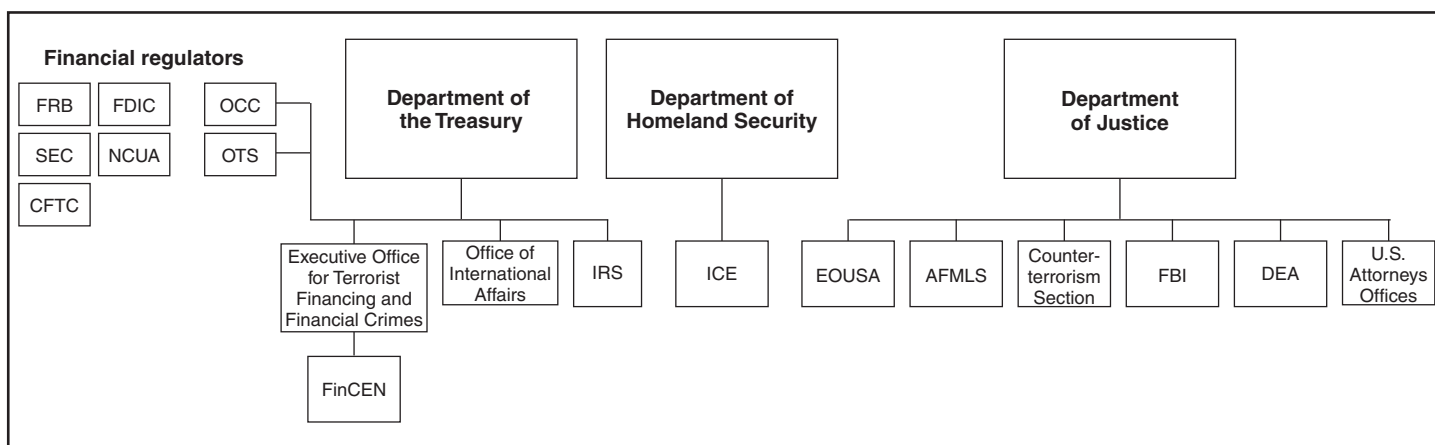 Financial regulators
FRB
FDIC
OCC
SEC
NCUA
OTS
CFTC
Department of
the Treasury
Department of
Homeland Security
Department
of Justice
Executive Office
for Terrorist
Financing and
Financial Crimes
Office of
International
Affairs
IRS
ICE
EOUSA
AFMLS
Counter-
terrorism
Section
FBI
DEA
U.S.
Attorneys
Offices
FinCEN